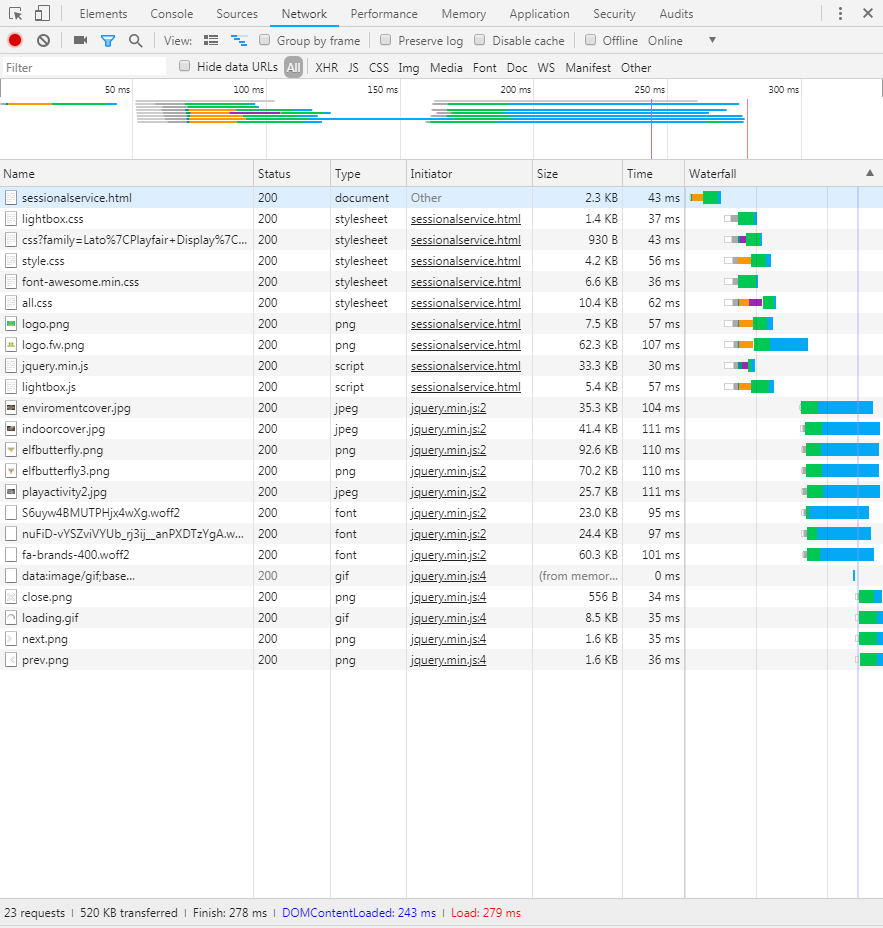 Elements Console Sources Network Performance Memory Application Security Audits
View: Group by frame Preserve log Disable cache Offline Online
Filter Hide data URLs All XHR JS CSS Img Media Font Doc WS Manifest Other
50 ms 100 ms 150 ms 200 ms 250 ms 300 ms
Name Status Type Initiator Size Time Waterfall
sessionalservice.html 200 document Other 2.3 KB 43 ms
lightbox.css 200 stylesheet sessionalservice.html 1.4 KB 37 ms
css?family=Lato%7CPlayfair+Display%7C... 200 stylesheet sessionalservice.html 930 B 43 ms
style.css 200 stylesheet sessionalservice.html 4.2 KB 56 ms
font-awesome.min.css 200 stylesheet sessionalservice.html 6.6 KB 36 ms
all.css 200 stylesheet sessionalservice.html 10.4 KB 62 ms
logo.png 200 png sessionalservice.html 7.5 KB 57 ms
logo.fw.png 200 png sessionalservice.html 62.3 KB 107 ms
jquery.min.js 200 script sessionalservice.html 33.3 KB 30 ms
lightbox.js 200 script sessionalservice.html 5.4 KB 57 ms
enviromentcover.jpg 200 jpeg jquery.min.js:2 35.3 KB 104 ms
indoorcover.jpg 200 jpeg jquery.min.js:2 41.4 KB 111 ms
elfbutterfly.png 200 png jquery.min.js:2 92.6 KB 110 ms
elfbutterfly3.png 200 png jquery.min.js:2 70.2 KB 110 ms
playactivity2.jpg 200 jpeg jquery.min.js:2 25.7 KB 111 ms
S6uyw4BMUTPHjx4wXg.woff2 200 font jquery.min.js:2 23.0 KB 95 ms
nuFiD-vYSZviVYUb_rj3ij__anPXDTzYgA.w... 200 font jquery.min.js:2 24.4 KB 97 ms
fa-brands-400.woff2 200 font jquery.min.js:2 60.3 KB 101 ms
data:image/gif;base... 200 gif jquery.min.js:4 (from memor... 0 ms
close.png 200 png jquery.min.js:4 556 B 34 ms
loading.gif 200 gif jquery.min.js:4 8.5 KB 35 ms
next.png 200 png jquery.min.js:4 1.6 KB 35 ms
prev.png 200 png jquery.min.js:4 1.6 KB 36 ms
23 requests | 520 KB transferred | Finish: 278 ms | DOMContentLoaded: 243 ms | Load: 279 ms